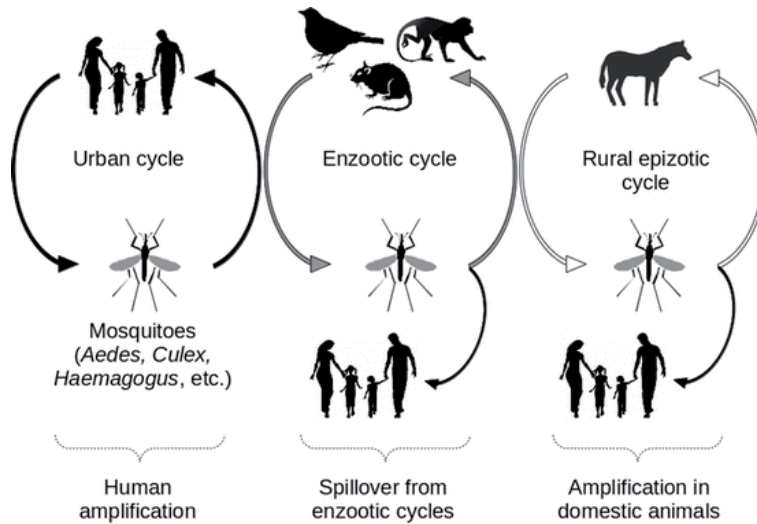 Urban cycle
Enzootic cycle
Rural epizotic
cycle
Mosquitoes
(Aedes, Culex,
Haemagogus, etc.)
Human
amplification
Spillover from
enzootic cycles
Amplification in
domestic animals